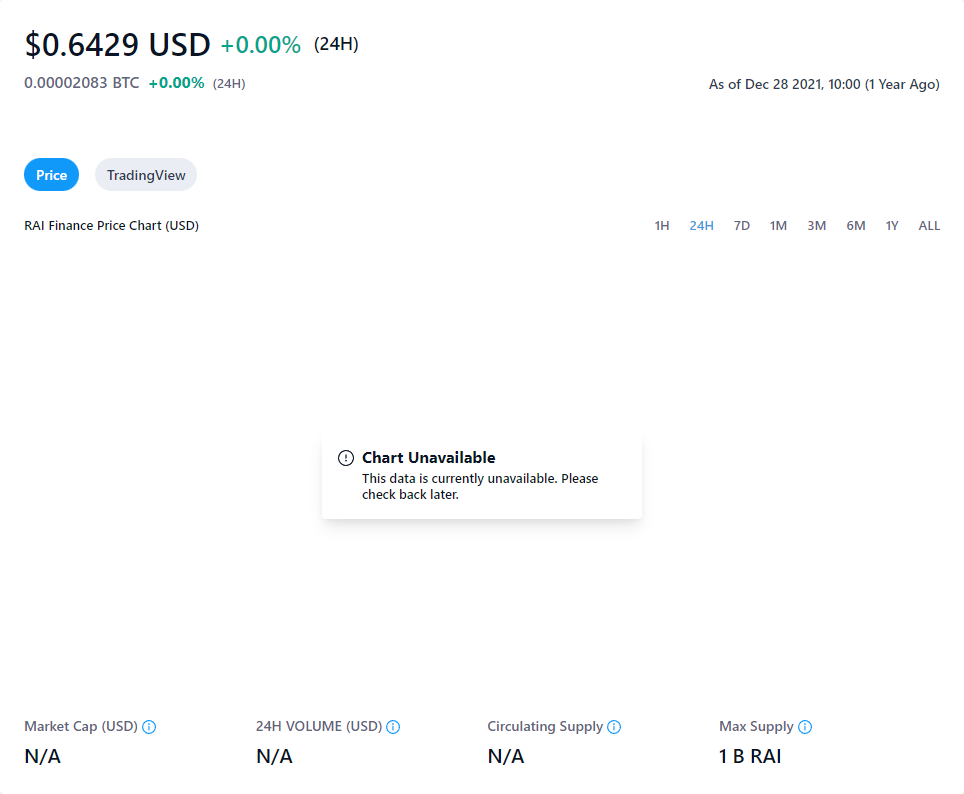 $0.6429 USD +0.00% (24H)
0.00002083 BTC +0.00% (24H)
As of Dec 28 2021, 10:00 (1 Year Ago)
Price TradingView
RAI Finance Price Chart (USD) 1H 24H 7D 1M 3M 6M 1Y ALL
Chart Unavailable
This data is currently unavailable. Please
check back later.
Market Cap (USD) 24H VOLUME (USD) Circulating Supply Max Supply
N/A N/A N/A 1 B RAI